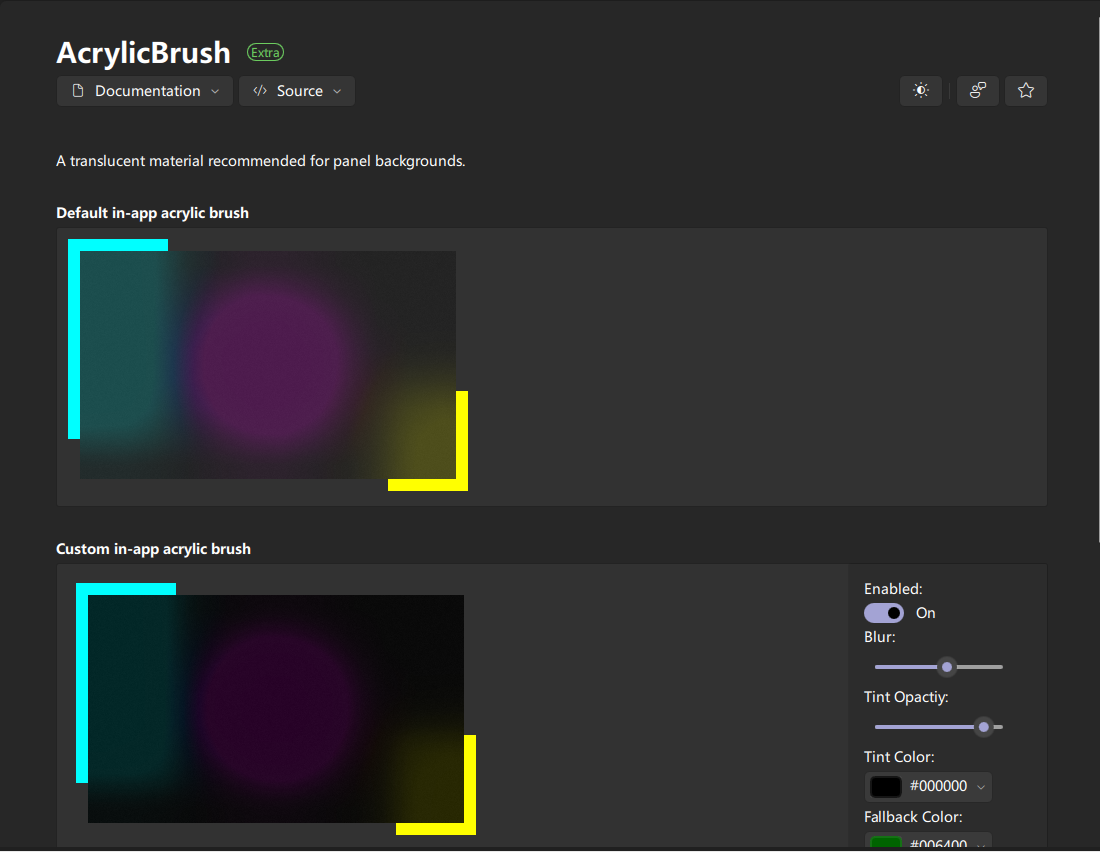 AcrylicBrush Extra
Documentation Source
A translucent material recommended for panel backgrounds.
Default in-app acrylic brush
Custom in-app acrylic brush
Enabled:
On
Blur:
Tint Opactiy:
Tint Color:
#000000
Fallback Color:
#006400